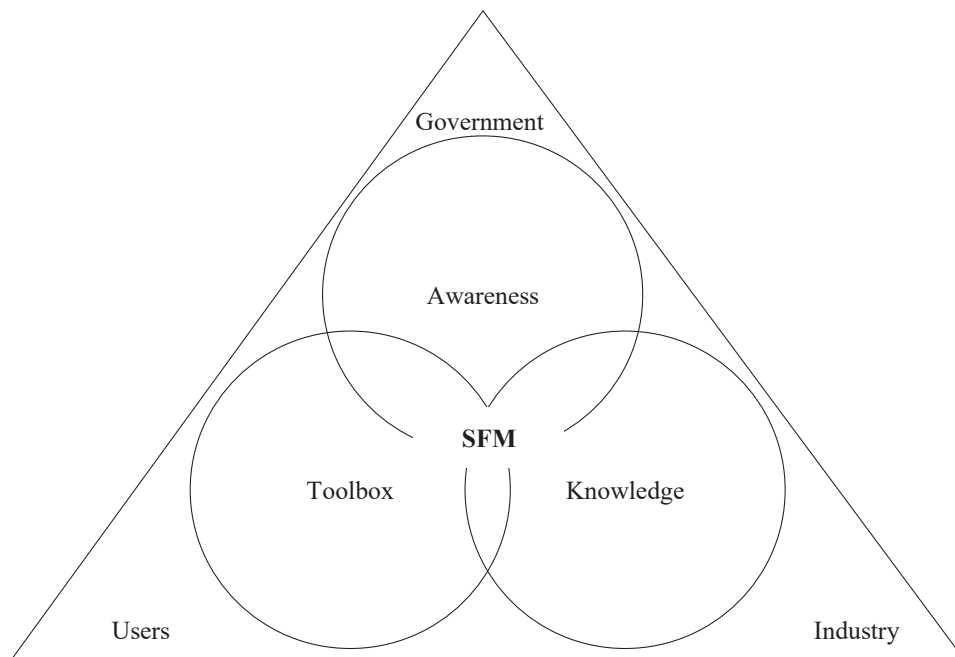 Government
Awareness
SFM
Toolbox
Knowledge
Users
Industry